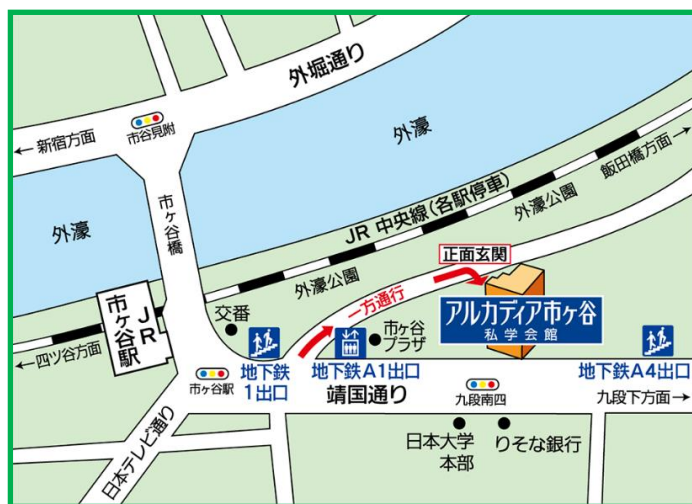 外堀通り
市谷見附
← 新宿方面
外濠
飯田橋方面 →
市ヶ谷橋
JR 中央線（各駅停車）
外濠公園
外濠
正面玄関
外濠公園
一方通行
JR
市ヶ谷駅
交番
アルカディア市ヶ谷
私学会館
市ヶ谷
プラザ
← 四ツ谷方面
地下鉄
1出口
地下鉄A1出口
地下鉄A4出口
市ヶ谷駅
靖国通り
九段南四
九段下方面 →
日本テレビ通り
日本大学
本部
りそな銀行